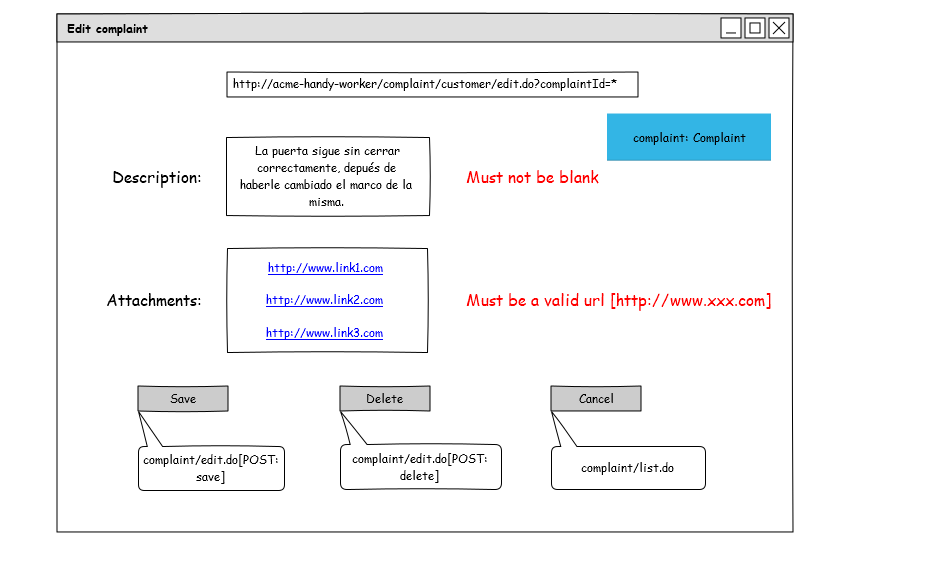 Edit complaint
http://acme-handy-worker/complaint/customer/edit.do?complaintId=*
complaint: Complaint
Description:
La puerta sigue sin cerrar
correctamente, depués de
haberle cambiado el marco de la
misma.
Must not be blank
Attachments:
http://www.link1.com
http://www.link2.com
http://www.link3.com
Must be a valid url [http://www.xxx.com]
Save
Delete
Cancel
complaint/edit.do[POST:
save]
complaint/edit.do[POST:
delete]
complaint/list.do